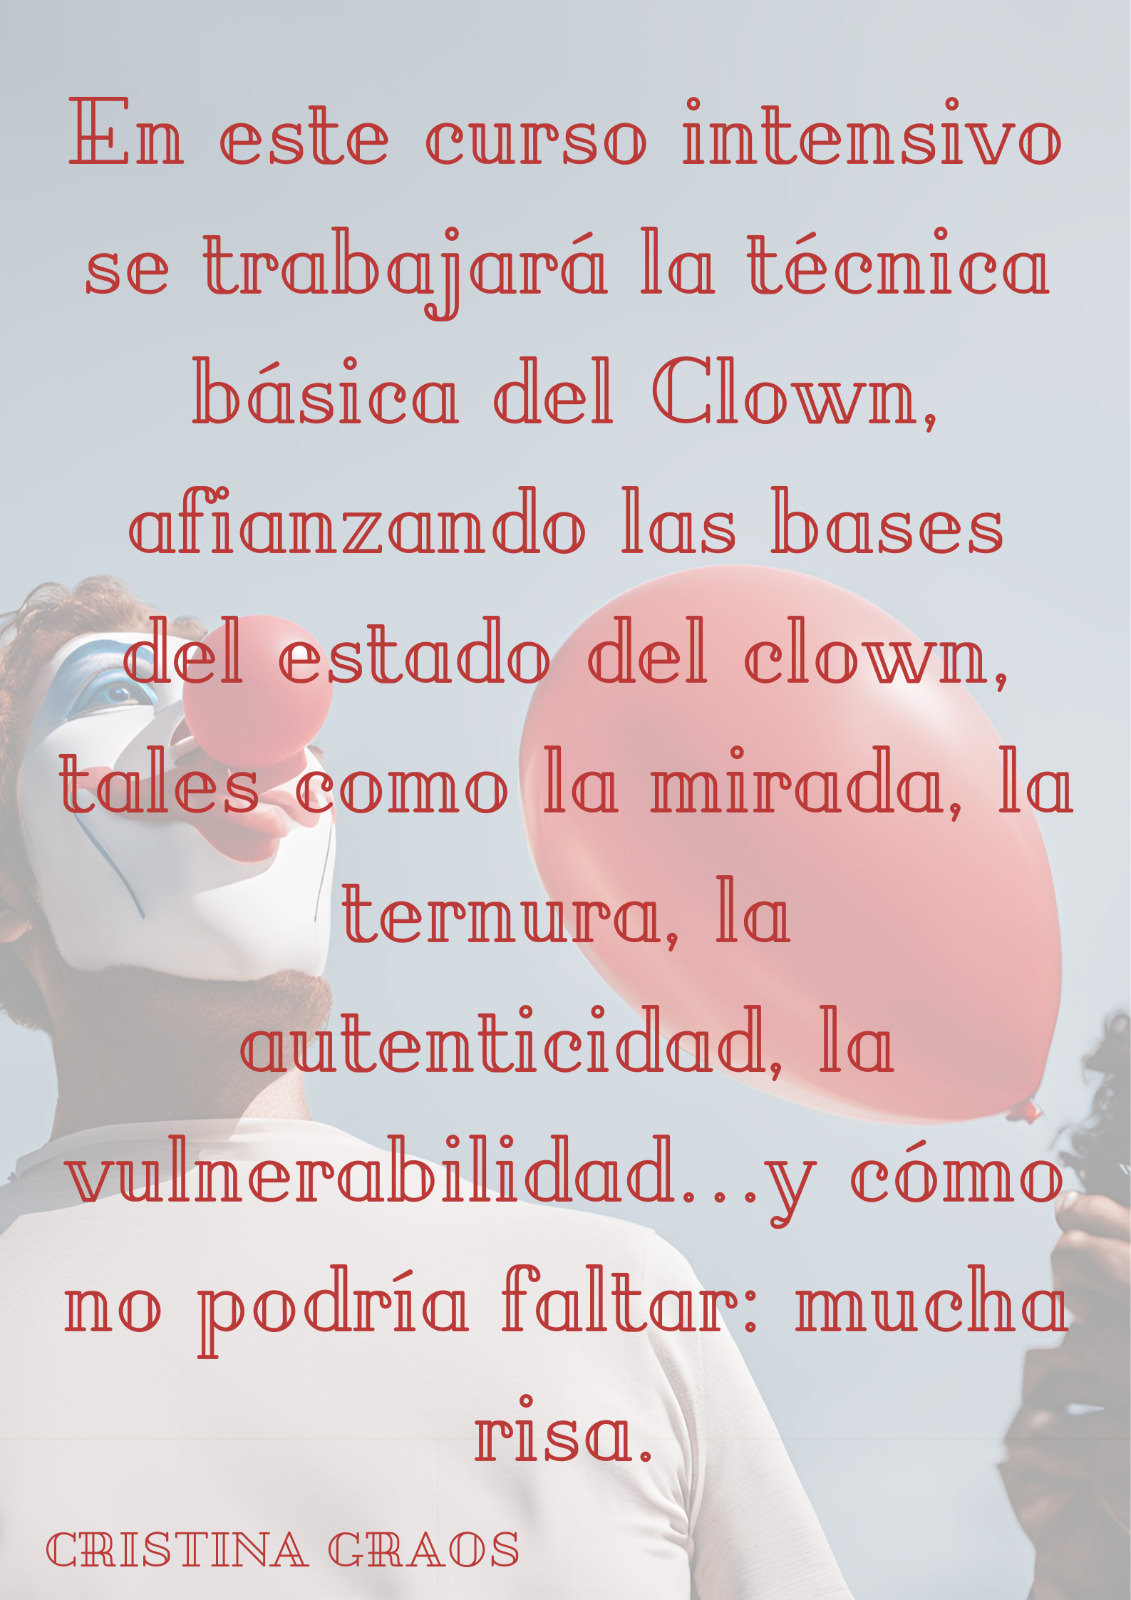 En este curso intensivo
se trabajará la técnica
básica del Clown,
afianzando las bases
del estado del clown,
tales como la mirada, la
ternura, la
autenticidad, la
vulnerabilidad...y cómo
no podría faltar: mucha
risa.
CRISTINA GRAOS